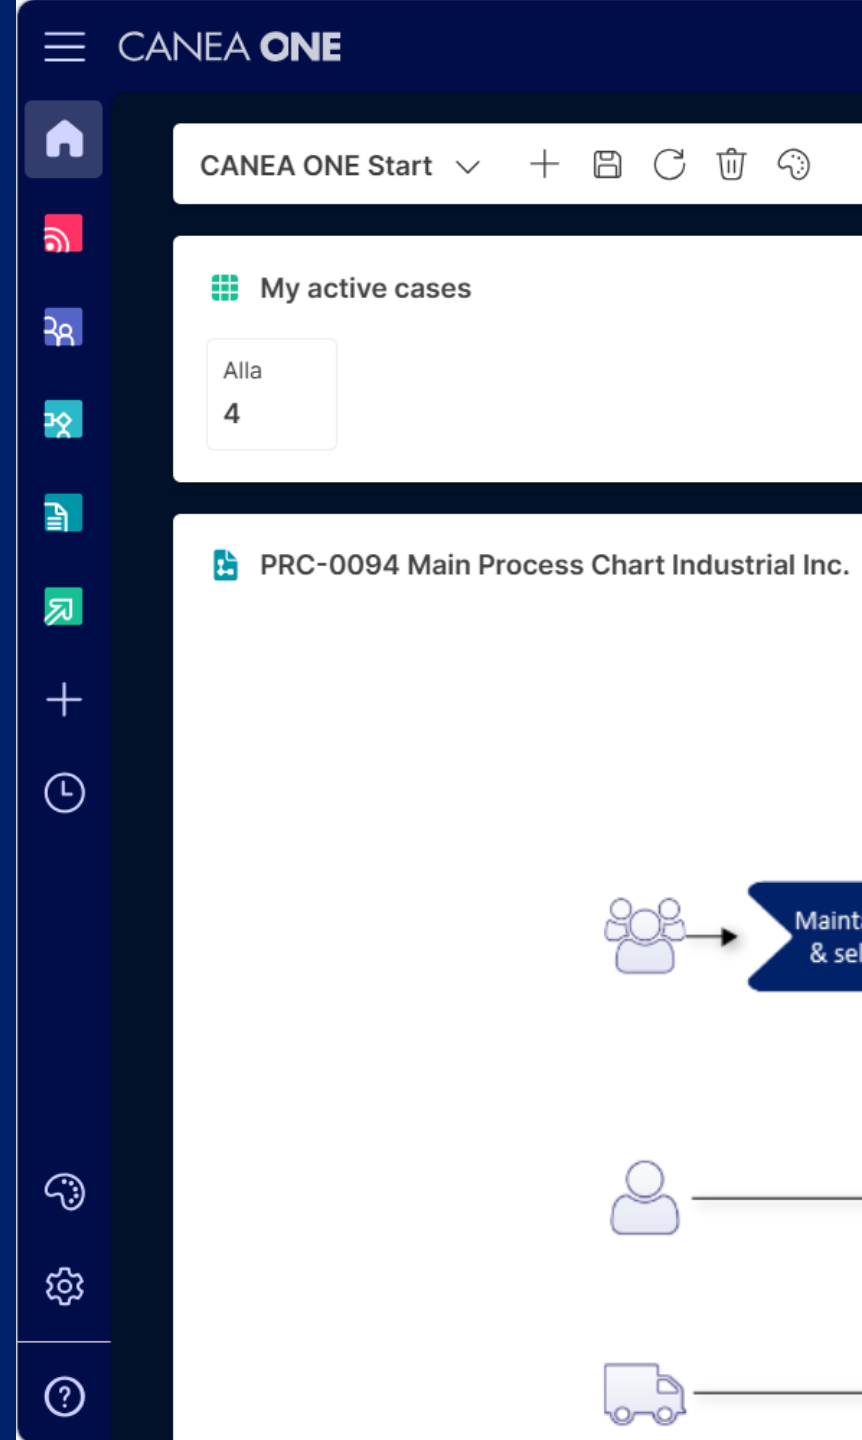 CANEA ONE
CANEA ONE Start
My active cases
Alla
4
PRC-0094 Main Process Chart Industrial Inc.
&